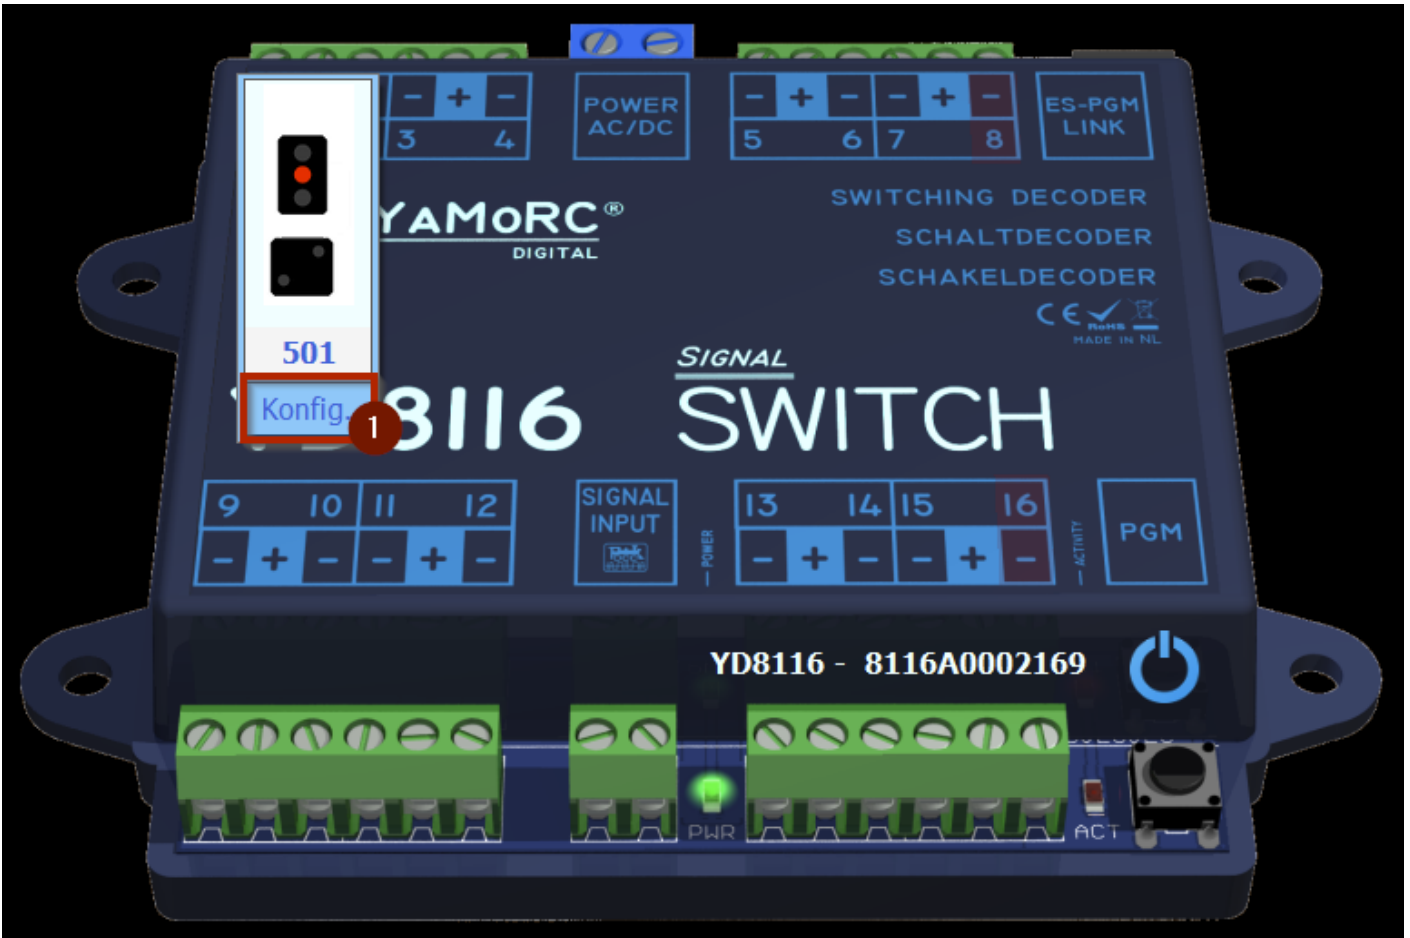 - + -
3 4
POWER
AC/DC
- + - - + -
5 6 7 8
ES-PGM
LINK
YAMORC®
DIGITAL
SWITCHING DECODER
SCHALTDECODER
SCHAKELDECODER
CE RoHS
MADE IN NL
501
Konfig.
1
8116
SIGNAL
SWITCH
9 10 11 12
- + - - + -
SIGNAL
INPUT
— POWER
13 14 15 16
- + - - + -
— ACTIVITY
PGM
YD8116 - 8116A0002169
PWR
ACT